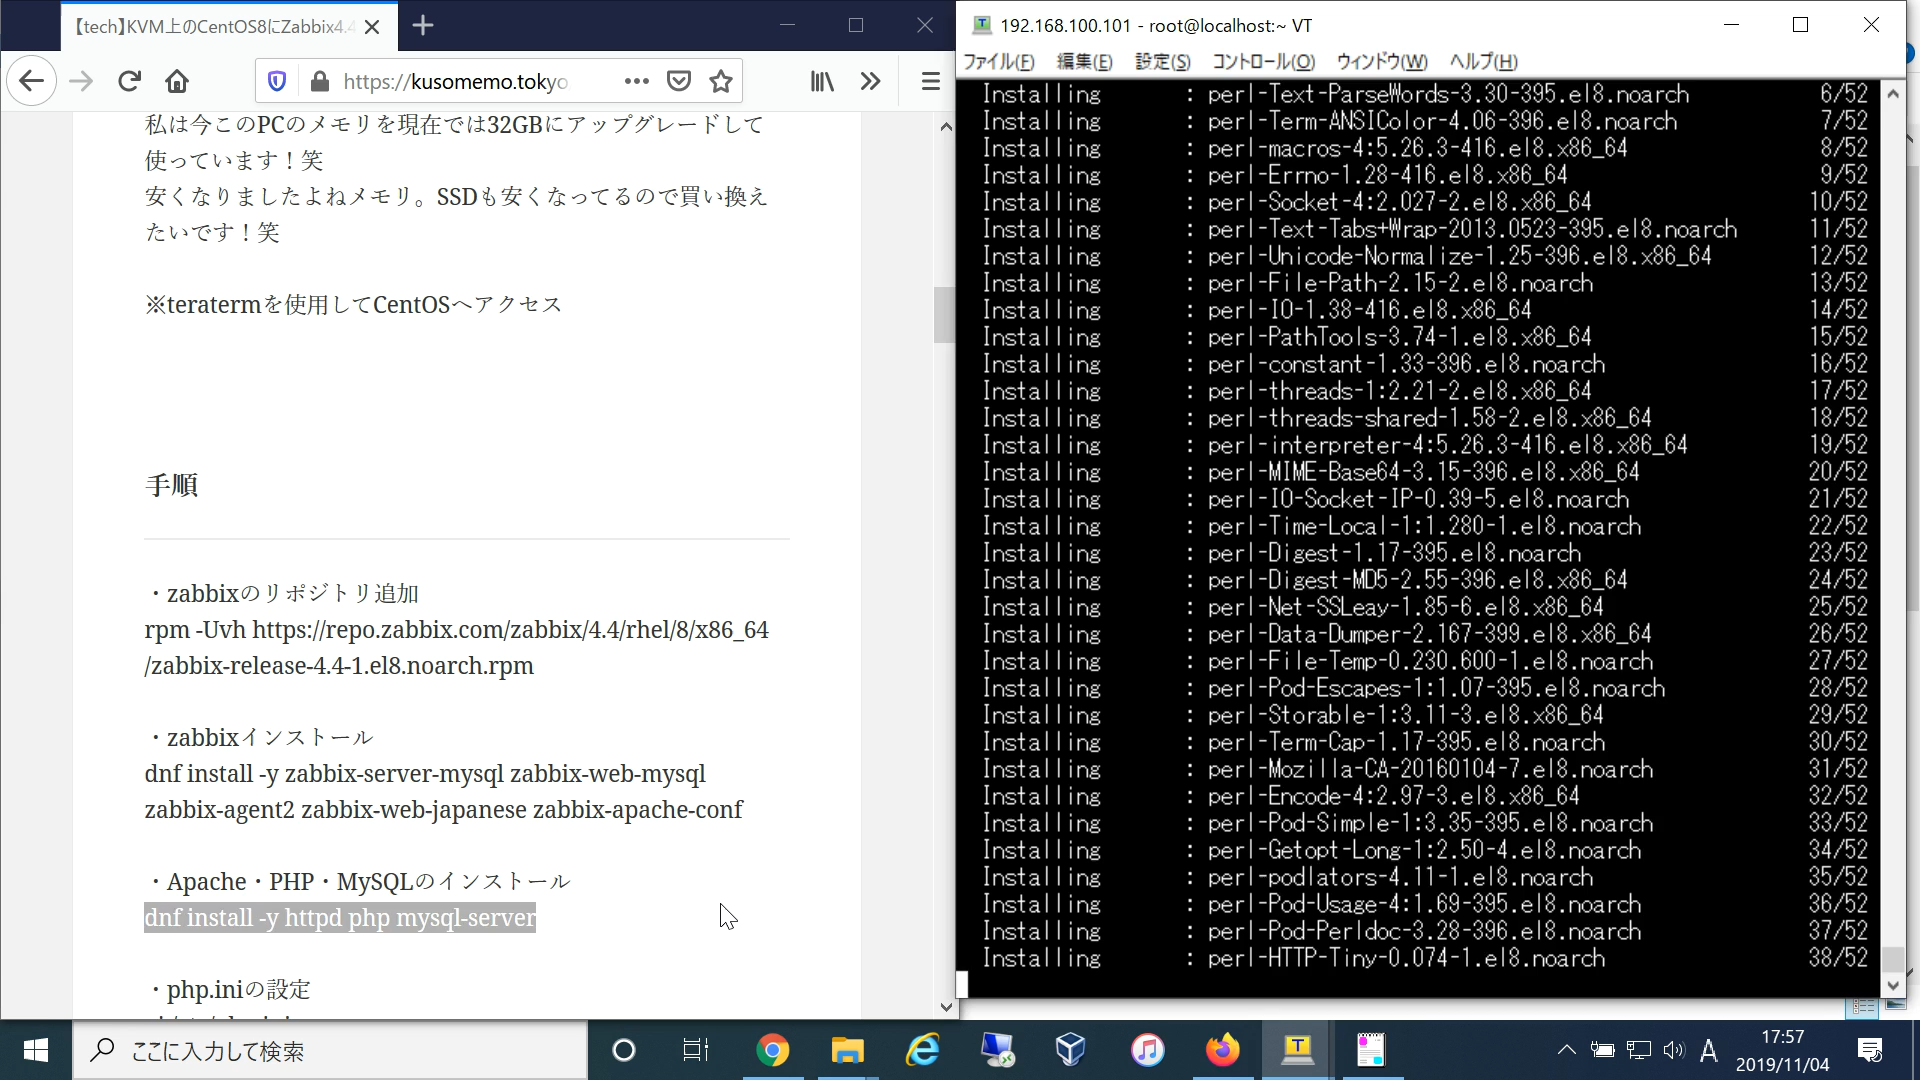 【tech】KVM上のCentOS8にZabbix4.4
https://kusomemo.tokyo
私は今このPCのメモリを現在では32GBにアップグレードして
使っています！笑
安くなりましたよねメモリ。SSDも安くなってるので買い換え
たいです！笑
※teratermを使用してCentOSへアクセス
手順
・zabbixのリポジトリ追加
rpm -Uvh https://repo.zabbix.com/zabbix/4.4/rhel/8/x86_64
/zabbix-release-4.4-1.el8.noarch.rpm
・zabbixインストール
dnf install -y zabbix-server-mysql zabbix-web-mysql
zabbix-agent2 zabbix-web-japanese zabbix-apache-conf
・Apache・PHP・MySQLのインストール
dnf install -y httpd php mysql-server
・php.iniの設定
192.168.100.101 - root@localhost:~ VT
ファイル(F) 編集(E) 設定(S) コントロール(O) ウィンドウ(W) ヘルプ(H)
Installing : perl-Text-ParseWords-3.30-395.el8.noarch 6/52
Installing : perl-Term-ANSIColor-4.06-396.el8.noarch 7/52
Installing : perl-macros-4:5.26.3-416.el8.x86_64 8/52
Installing : perl-Errno-1.28-416.el8.x86_64 9/52
Installing : perl-Socket-4:2.027-2.el8.x86_64 10/52
Installing : perl-Text-Tabs+Wrap-2013.0523-395.el8.noarch 11/52
Installing : perl-Unicode-Normalize-1.25-396.el8.x86_64 12/52
Installing : perl-File-Path-2.15-2.el8.noarch 13/52
Installing : perl-IO-1.38-416.el8.x86_64 14/52
Installing : perl-PathTools-3.74-1.el8.x86_64 15/52
Installing : perl-constant-1.33-396.el8.noarch 16/52
Installing : perl-threads-1:2.21-2.el8.x86_64 17/52
Installing : perl-threads-shared-1.58-2.el8.x86_64 18/52
Installing : perl-interpreter-4:5.26.3-416.el8.x86_64 19/52
Installing : perl-MIME-Base64-3.15-396.el8.x86_64 20/52
Installing : perl-IO-Socket-IP-0.39-5.el8.noarch 21/52
Installing : perl-Time-Local-1:1.280-1.el8.noarch 22/52
Installing : perl-Digest-1.17-395.el8.noarch 23/52
Installing : perl-Digest-MD5-2.55-396.el8.x86_64 24/52
Installing : perl-Net-SSLeay-1.85-6.el8.x86_64 25/52
Installing : perl-Data-Dumper-2.167-399.el8.x86_64 26/52
Installing : perl-File-Temp-0.230.600-1.el8.noarch 27/52
Installing : perl-Pod-Escapes-1:1.07-395.el8.noarch 28/52
Installing : perl-Storable-1:3.11-3.el8.x86_64 29/52
Installing : perl-Term-Cap-1.17-395.el8.noarch 30/52
Installing : perl-Mozilla-CA-20160104-7.el8.noarch 31/52
Installing : perl-Encode-4:2.97-3.el8.x86_64 32/52
Installing : perl-Pod-Simple-1:3.35-395.el8.noarch 33/52
Installing : perl-Getopt-Long-1:2.50-4.el8.noarch 34/52
Installing : perl-podlators-4.11-1.el8.noarch 35/52
Installing : perl-Pod-Usage-4:1.69-395.el8.noarch 36/52
Installing : perl-Pod-Perldoc-3.28-396.el8.noarch 37/52
Installing : perl-HTTP-Tiny-0.074-1.el8.noarch 38/52
ここに入力して検索
A
17:57
2019/11/04